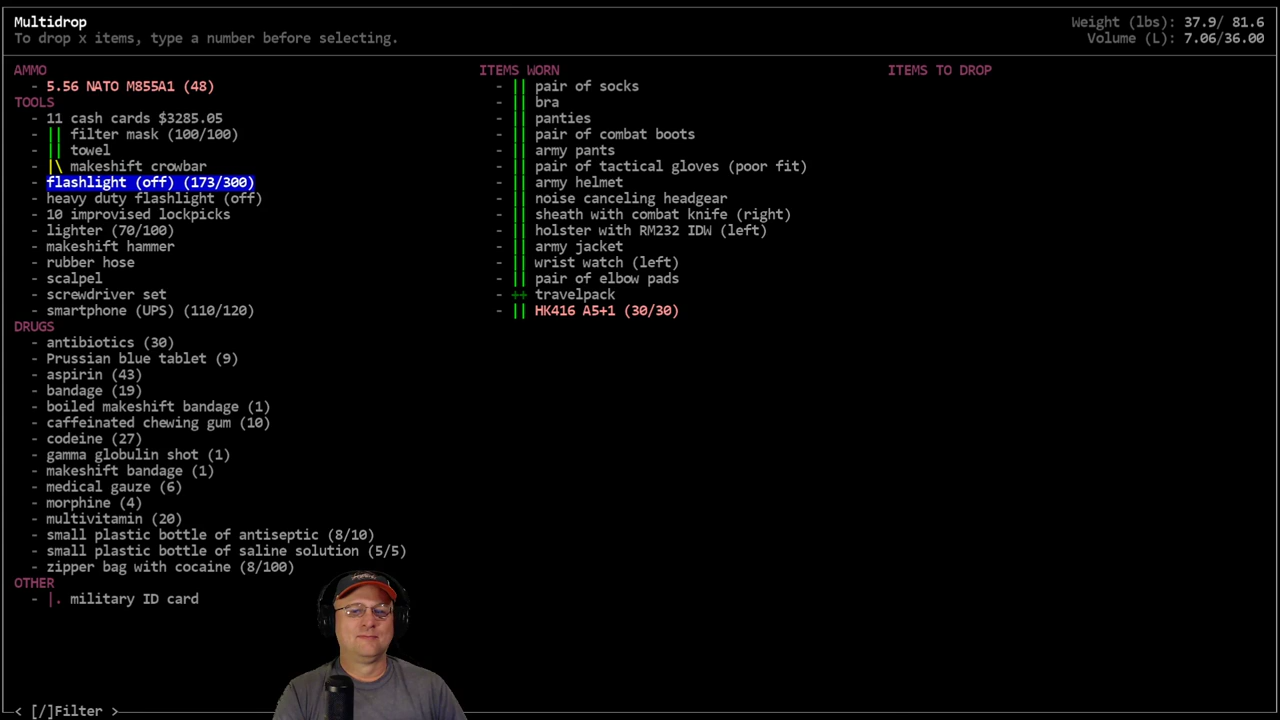 Multidrop
To drop x items, type a number before selecting.
Weight (lbs): 37.9/ 81.6
Volume (L): 7.06/36.00
AMMO
- 5.56 NATO M855A1 (48)
TOOLS
- 11 cash cards $3285.05
- || filter mask (100/100)
- || towel
- |\ makeshift crowbar
- flashlight (off) (173/300)
- heavy duty flashlight (off)
- 10 improvised lockpicks
- lighter (70/100)
- makeshift hammer
- rubber hose
- scalpel
- screwdriver set
- smartphone (UPS) (110/120)
DRUGS
- antibiotics (30)
- Prussian blue tablet (9)
- aspirin (43)
- bandage (19)
- boiled makeshift bandage (1)
- caffeinated chewing gum (10)
- codeine (27)
- gamma globulin shot (1)
- makeshift bandage (1)
- medical gauze (6)
- morphine (4)
- multivitamin (20)
- small plastic bottle of antiseptic (8/10)
- small plastic bottle of saline solution (5/5)
- zipper bag with cocaine (8/100)
OTHER
- |. military ID card
ITEMS WORN
- || pair of socks
- || bra
- || panties
- || pair of combat boots
- || army pants
- || pair of tactical gloves (poor fit)
- || army helmet
- || noise canceling headgear
- || sheath with combat knife (right)
- || holster with RM232 IDW (left)
- || army jacket
- || wrist watch (left)
- || pair of elbow pads
- ++ travelpack
- || HK416 A5+1 (30/30)
ITEMS TO DROP
< [/]Filter >